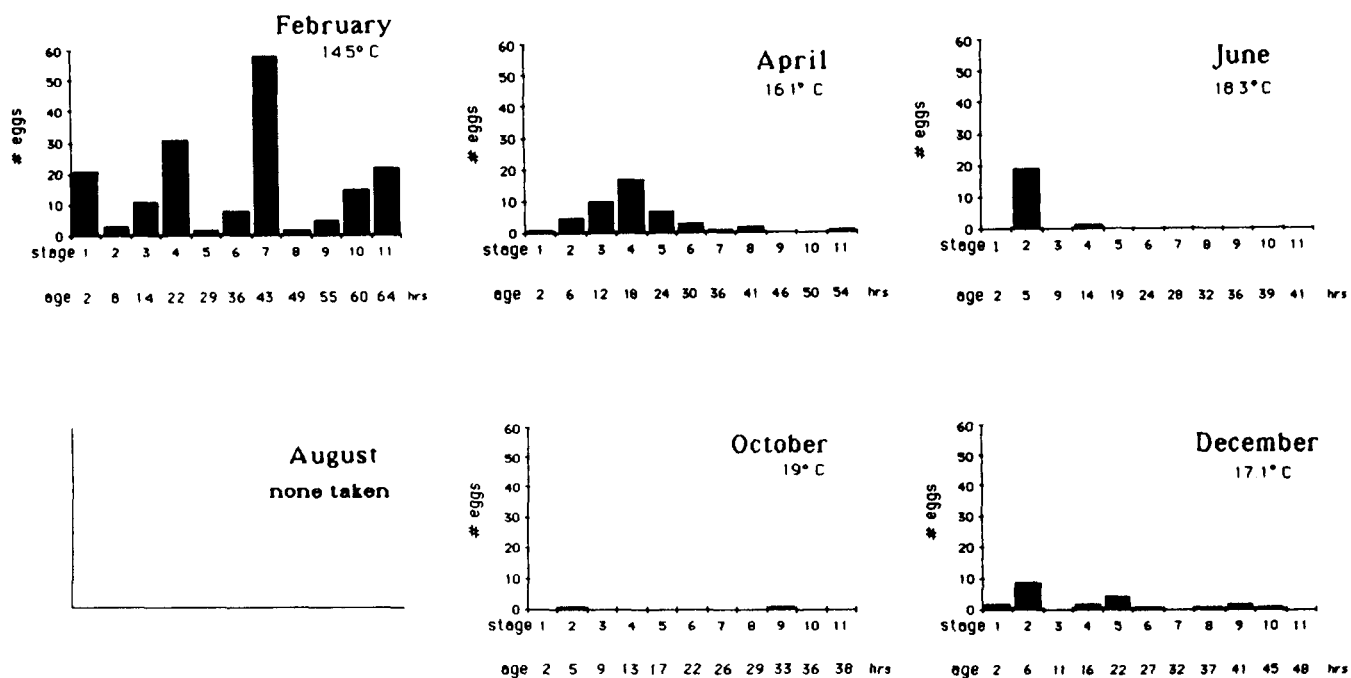 February
14.5° C
60
50
40
30
20
10
0
# eggs
stage 1 2 3 4 5 6 7 8 9 10 11
age 2 8 14 22 29 36 43 49 55 60 64 hrs
April
16.1° C
60
50
40
30
20
10
0
# eggs
stage 1 2 3 4 5 6 7 8 9 10 11
age 2 6 12 18 24 30 36 41 46 50 54 hrs
June
18.3° C
60
50
40
30
20
10
0
# eggs
stage 1 2 3 4 5 6 7 8 9 10 11
age 2 5 9 14 19 24 28 32 36 39 41 hrs
August
none taken
October
19° C
60
50
40
30
20
10
0
# eggs
stage 1 2 3 4 5 6 7 8 9 10 11
age 2 5 9 13 17 22 26 29 33 36 38 hrs
December
17.1° C
60
50
40
30
20
10
0
# eggs
stage 1 2 3 4 5 6 7 8 9 10 11
age 2 6 11 16 22 27 32 37 41 45 48 hrs